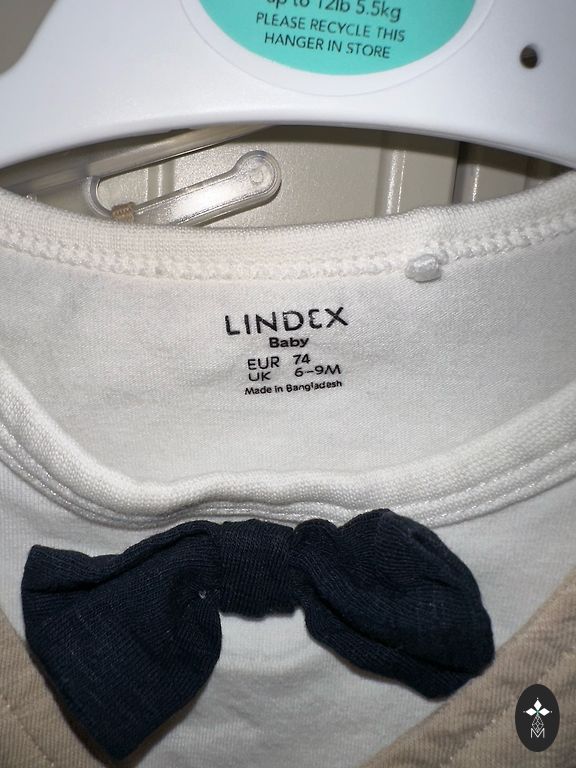 up to 12lb 5.5kg
PLEASE RECYCLE THIS
HANGER IN STORE
LINDEX
Baby
EUR 74
UK 6-9M
Made in Bangladesh
M